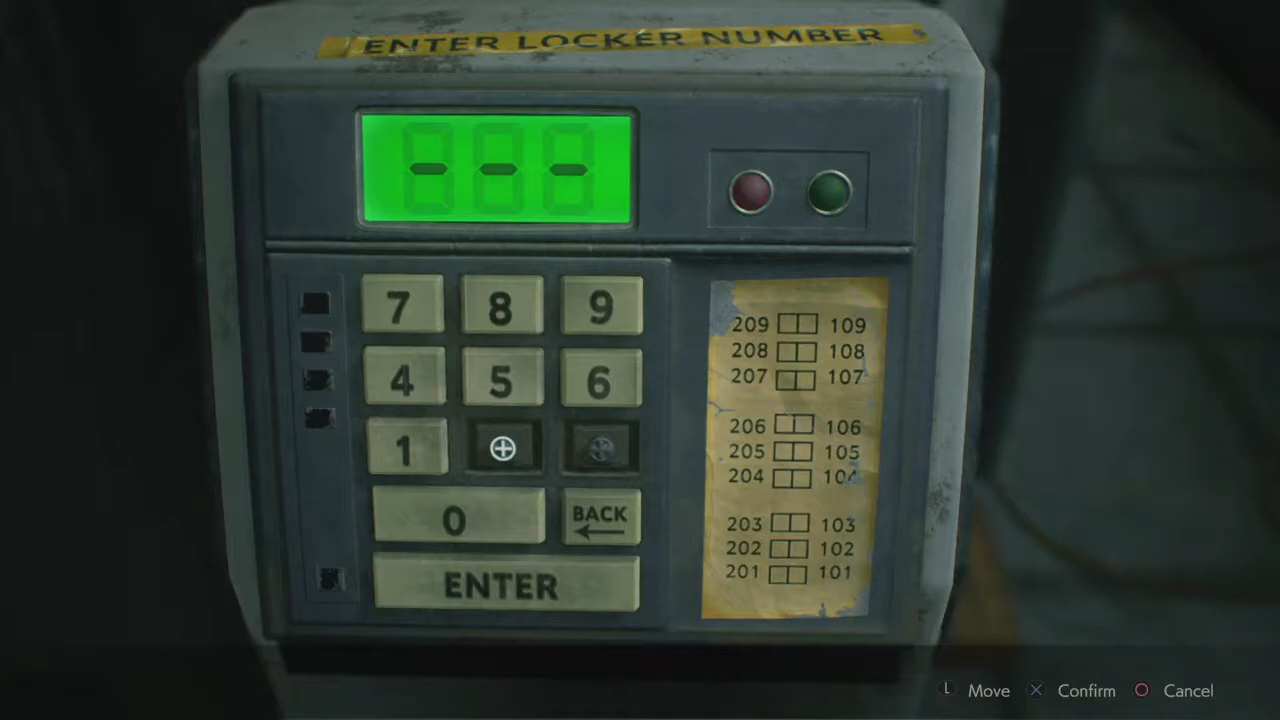 ENTER LOCKER NUMBER
7 8 9
4 5 6
1
0 BACK
ENTER
209 109
208 108
207 107
206 106
205 105
204 104
203 103
202 102
201 101
L Move X Confirm O Cancel